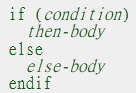 if (condition)
then-body
else
else-body
endif